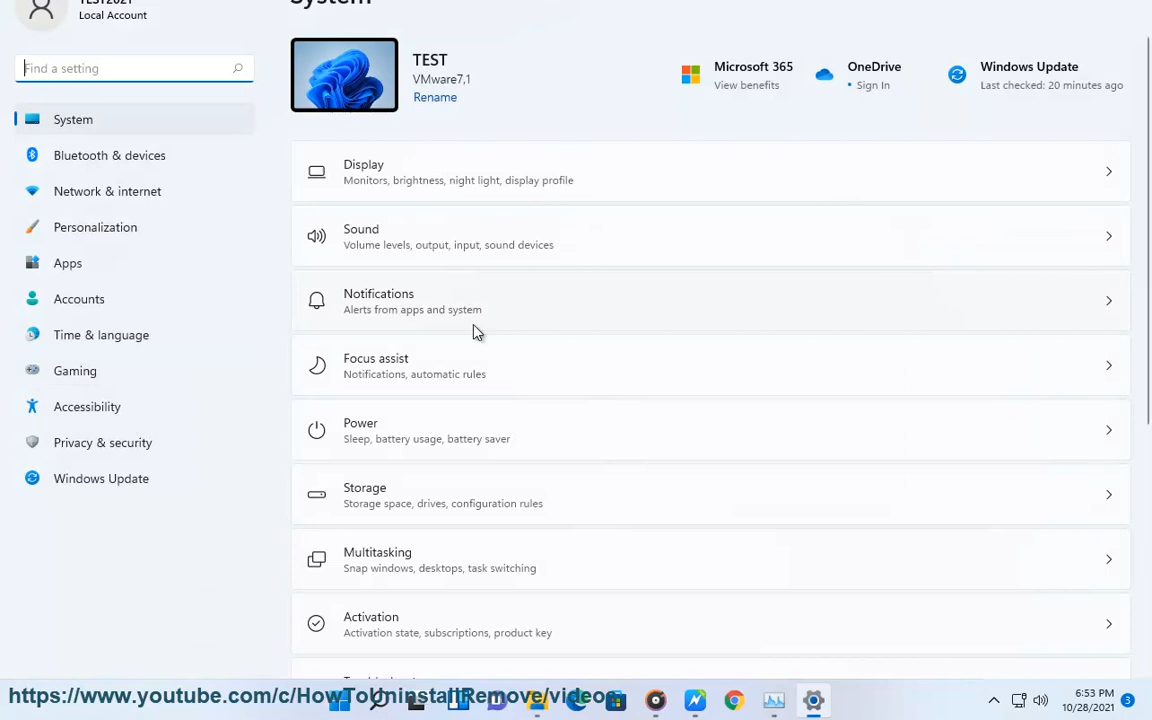 TEST2021
Local Account
System
Find a setting
TEST
VMware7,1
Rename
Microsoft 365
View benefits
OneDrive
• Sign In
Windows Update
Last checked: 20 minutes ago
System
Bluetooth & devices
Network & internet
Personalization
Apps
Accounts
Time & language
Gaming
Accessibility
Privacy & security
Windows Update
Display
Monitors, brightness, night light, display profile
Sound
Volume levels, output, input, sound devices
Notifications
Alerts from apps and system
Focus assist
Notifications, automatic rules
Power
Sleep, battery usage, battery saver
Storage
Storage space, drives, configuration rules
Multitasking
Snap windows, desktops, task switching
Activation
Activation state, subscriptions, product key
https://www.youtube.com/c/HowToUninstallRemove/videos
6:53 PM
10/28/2021
3